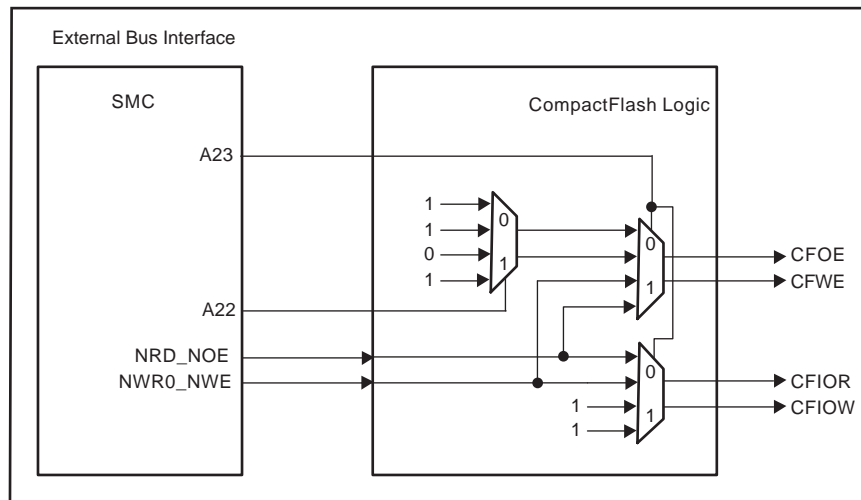 External Bus Interface
SMC
CompactFlash Logic
A23
1
1
0
1
0
1
0
1
CFOE
CFWE
A22
NRD_NOE
NWR0_NWE
0
1
1
1
CFIOR
CFIOW